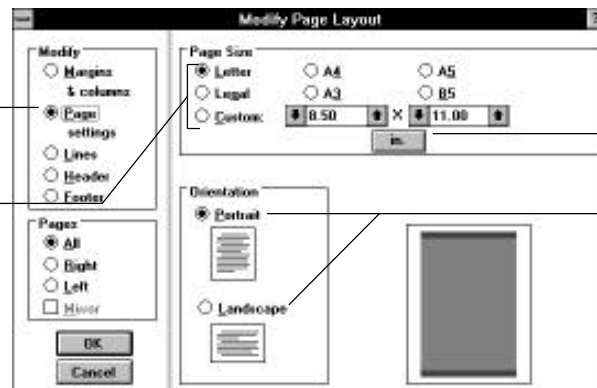 Modify Page Layout
?
Modify
Margins
& columns
Page
settings
Lines
Header
Footer
Pages
All
Right
Left
Mirror
OK
Cancel
Page Size
Letter A4 A5
Legal A3 B5
Custom: 8.50 X 11.00
in.
Orientation
Portrait
Landscape